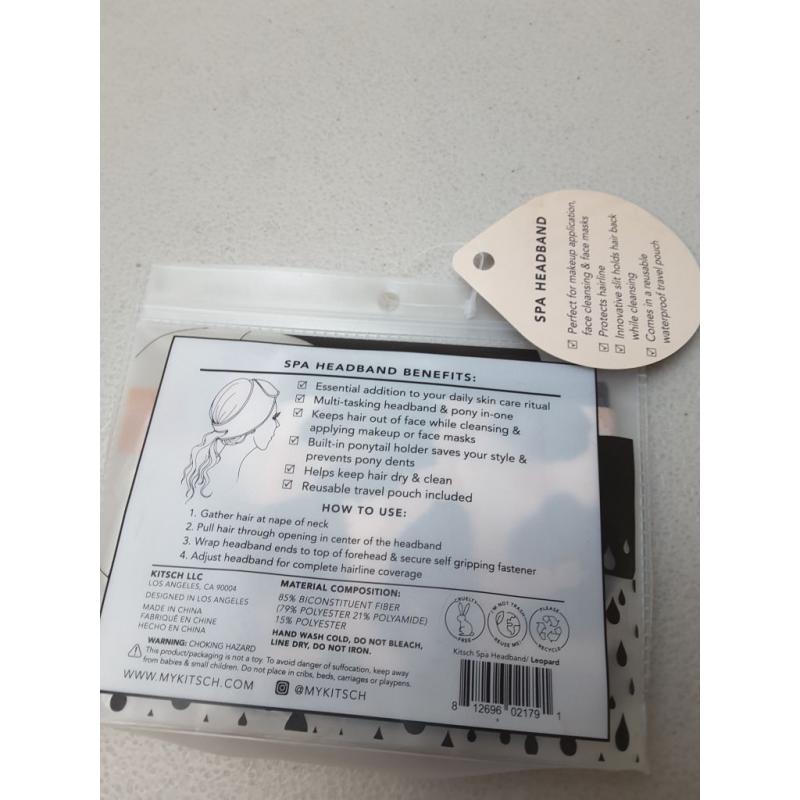 SPA HEADBAND
☑ Perfect for makeup application,
face cleansing & face masks
☑ Protects hairline
☑ Innovative slit holds hair back
while cleansing
☑ Comes in a reusable
waterproof travel pouch
SPA HEADBAND BENEFITS:
☑ Essential addition to your daily skin care ritual
☑ Multi-tasking headband & pony in-one
☑ Keeps hair out of face while cleansing &
applying makeup or face masks
☑ Built-in ponytail holder saves your style &
prevents pony dents
☑ Helps keep hair dry & clean
☑ Reusable travel pouch included
HOW TO USE:
1. Gather hair at nape of neck
2. Pull hair through opening in center of the headband
3. Wrap headband ends to top of forehead & secure self gripping fastener
4. Adjust headband for complete hairline coverage
KITSCH LLC
LOS ANGELES, CA 90004
DESIGNED IN LOS ANGELES
MADE IN CHINA
FABRIQUÉ EN CHINE
HECHO EN CHINA
MATERIAL COMPOSITION:
85% BICONSTITUENT FIBER
(79% POLYESTER 21% POLYAMIDE)
15% POLYESTER
HAND WASH COLD, DO NOT BLEACH,
LINE DRY, DO NOT IRON.
CRUELTY
FREE
I'M NOT TRASH
REUSE ME!
PLEASE
RECYCLE
WARNING: CHOKING HAZARD
This product/packaging is not a toy. To avoid danger of suffocation, keep away
from babies & small children. Do not place in cribs, beds, carriages or playpens.
WWW.MYKITSCH.COM @MYKITSCH
Kitsch Spa Headband/ Leopard
8 12696 02179 1